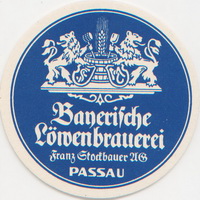 Bayerische
Löwenbrauerei
Franz Stockbauer AG
PASSAU